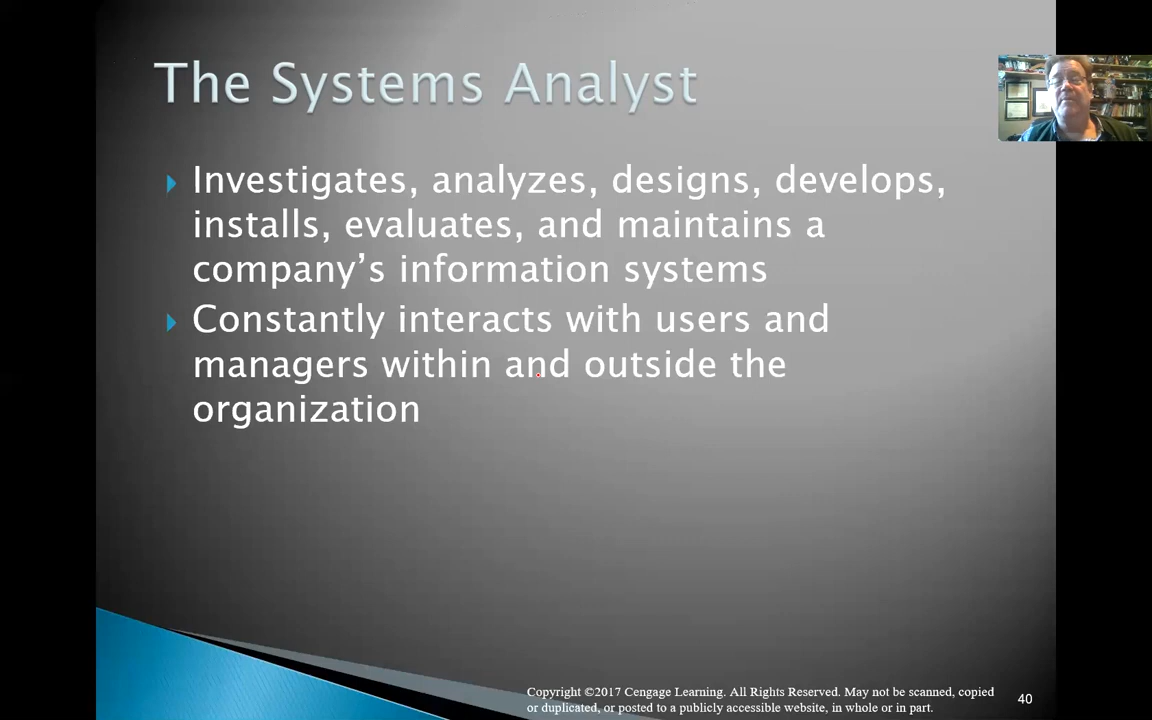 The Systems Analyst
Investigates, analyzes, designs, develops,
installs, evaluates, and maintains a
company’s information systems
Constantly interacts with users and
managers within and outside the
organization
Copyright ©2017 Cengage Learning. All Rights Reserved. May not be scanned, copied
or duplicated, or posted to a publicly accessible website, in whole or in part.
40